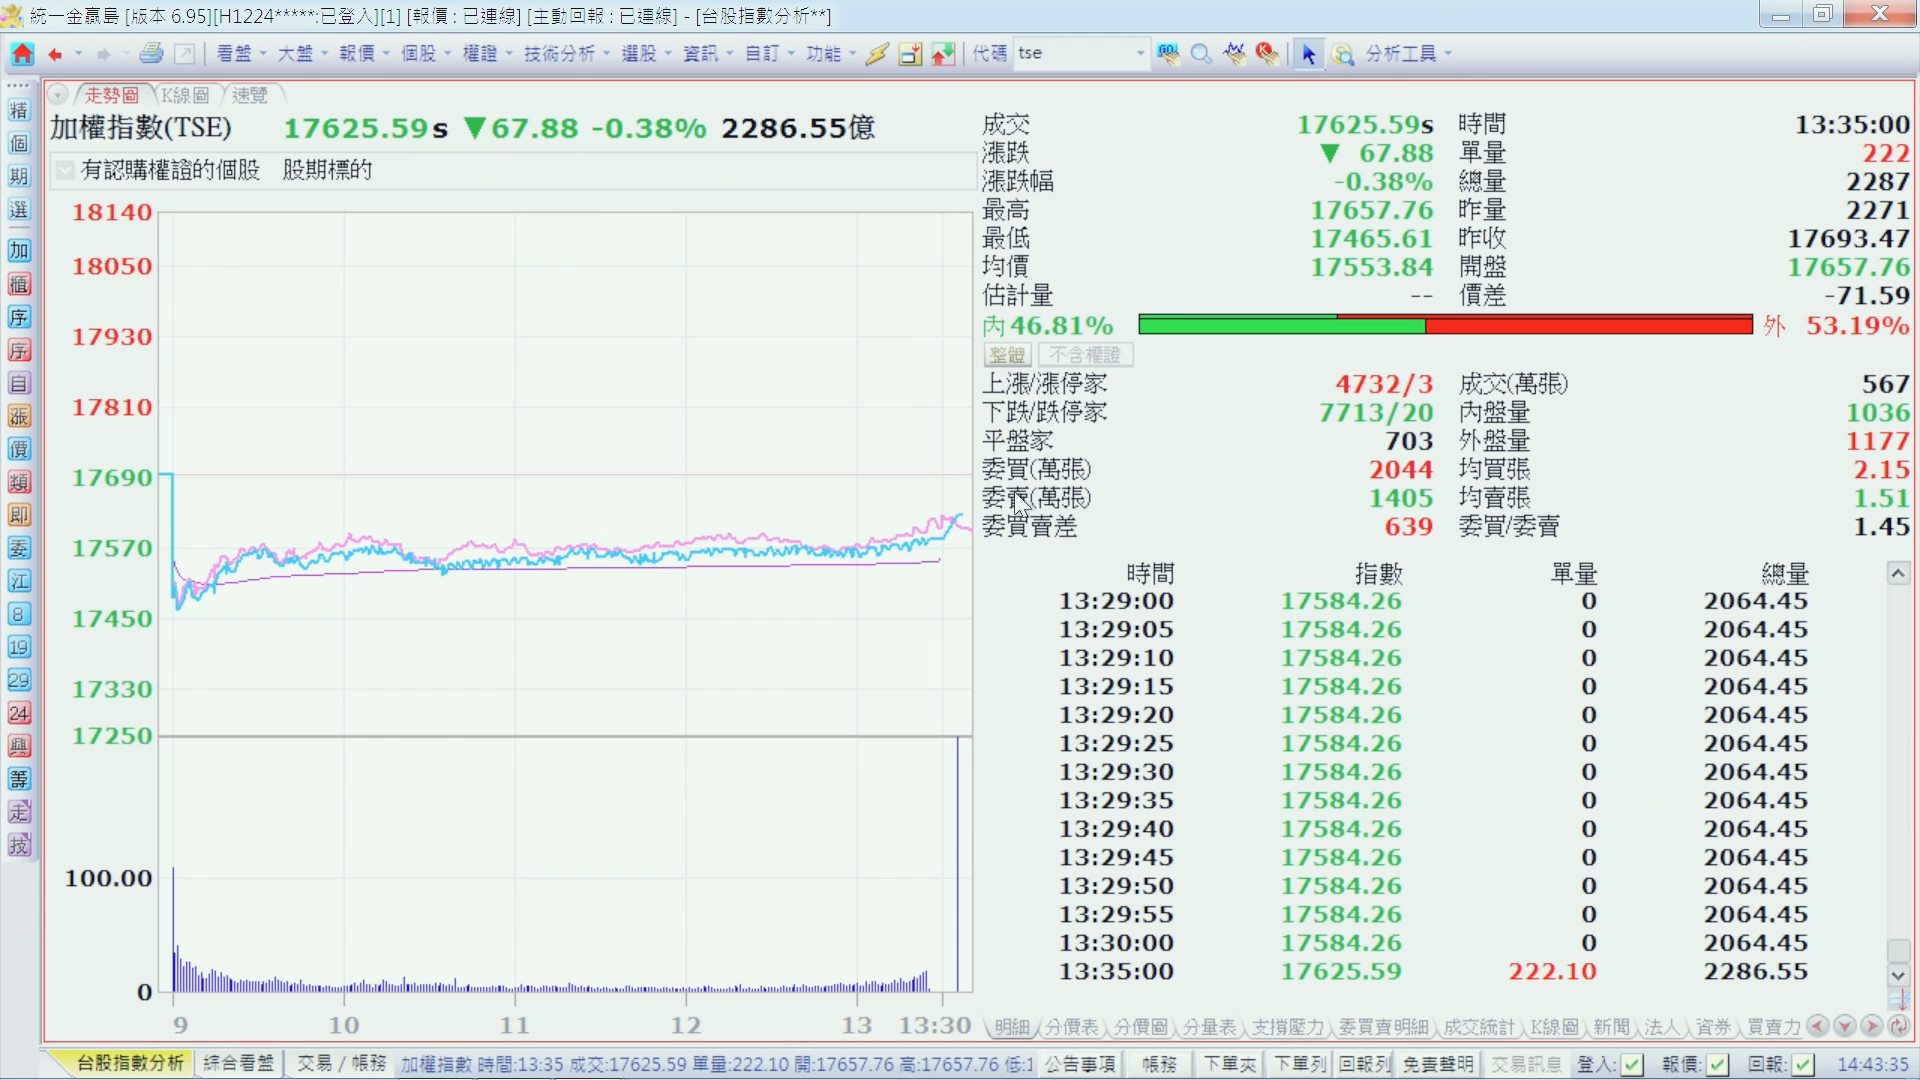 統一金贏島 [版本 6.95][H1224*****:已登入][1] [報價 : 已連線] [主動回報 : 已連線] - [台股指數分析**]
看盤 大盤 報價 個股 權證 技術分析 選股 資訊 自訂 功能 代碼 tse 分析工具
走勢圖 K線圖 速覽
加權指數(TSE) 17625.59s ▼67.88 -0.38% 2286.55億
有認購權證的個股 股期標的
精
個
期
選
加
櫃
序
序
自
漲
價
類
即
委
江
8
19
29
24
興
籌
走
技
18140
18050
17930
17810
17690
17570
17450
17330
17250
100.00
0
9 10 11 12 13 13:30
成交 17625.59s 時間 13:35:00
漲跌 ▼ 67.88 單量 222
漲跌幅 -0.38% 總量 2287
最高 17657.76 昨量 2271
最低 17465.61 昨收 17693.47
均價 17553.84 開盤 17657.76
估計量 -- 價差 -71.59
內 46.81% 外 53.19%
整體 不含權證
上漲/漲停家 4732/3 成交(萬張) 567
下跌/跌停家 7713/20 內盤量 1036
平盤家 703 外盤量 1177
委買(萬張) 2044 均買張 2.15
委賣(萬張) 1405 均賣張 1.51
委買賣差 639 委買/委賣 1.45
時間 指數 單量 總量
13:29:00 17584.26 0 2064.45
13:29:05 17584.26 0 2064.45
13:29:10 17584.26 0 2064.45
13:29:15 17584.26 0 2064.45
13:29:20 17584.26 0 2064.45
13:29:25 17584.26 0 2064.45
13:29:30 17584.26 0 2064.45
13:29:35 17584.26 0 2064.45
13:29:40 17584.26 0 2064.45
13:29:45 17584.26 0 2064.45
13:29:50 17584.26 0 2064.45
13:29:55 17584.26 0 2064.45
13:30:00 17584.26 0 2064.45
13:35:00 17625.59 222.10 2286.55
明細 分價表 分價圖 分量表 支撐壓力 委買賣明細 成交統計 K線圖 新聞 法人 資券 買賣力
台股指數分析 綜合看盤 交易 / 帳務 加權指數 時間:13:35 成交:17625.59 單量:222.10 開:17657.76 高:17657.76 低:1 公告事項 帳務 下單夾 下單列 回報列 免責聲明 交易訊息 登入: 報價: 回報: 14:43:35